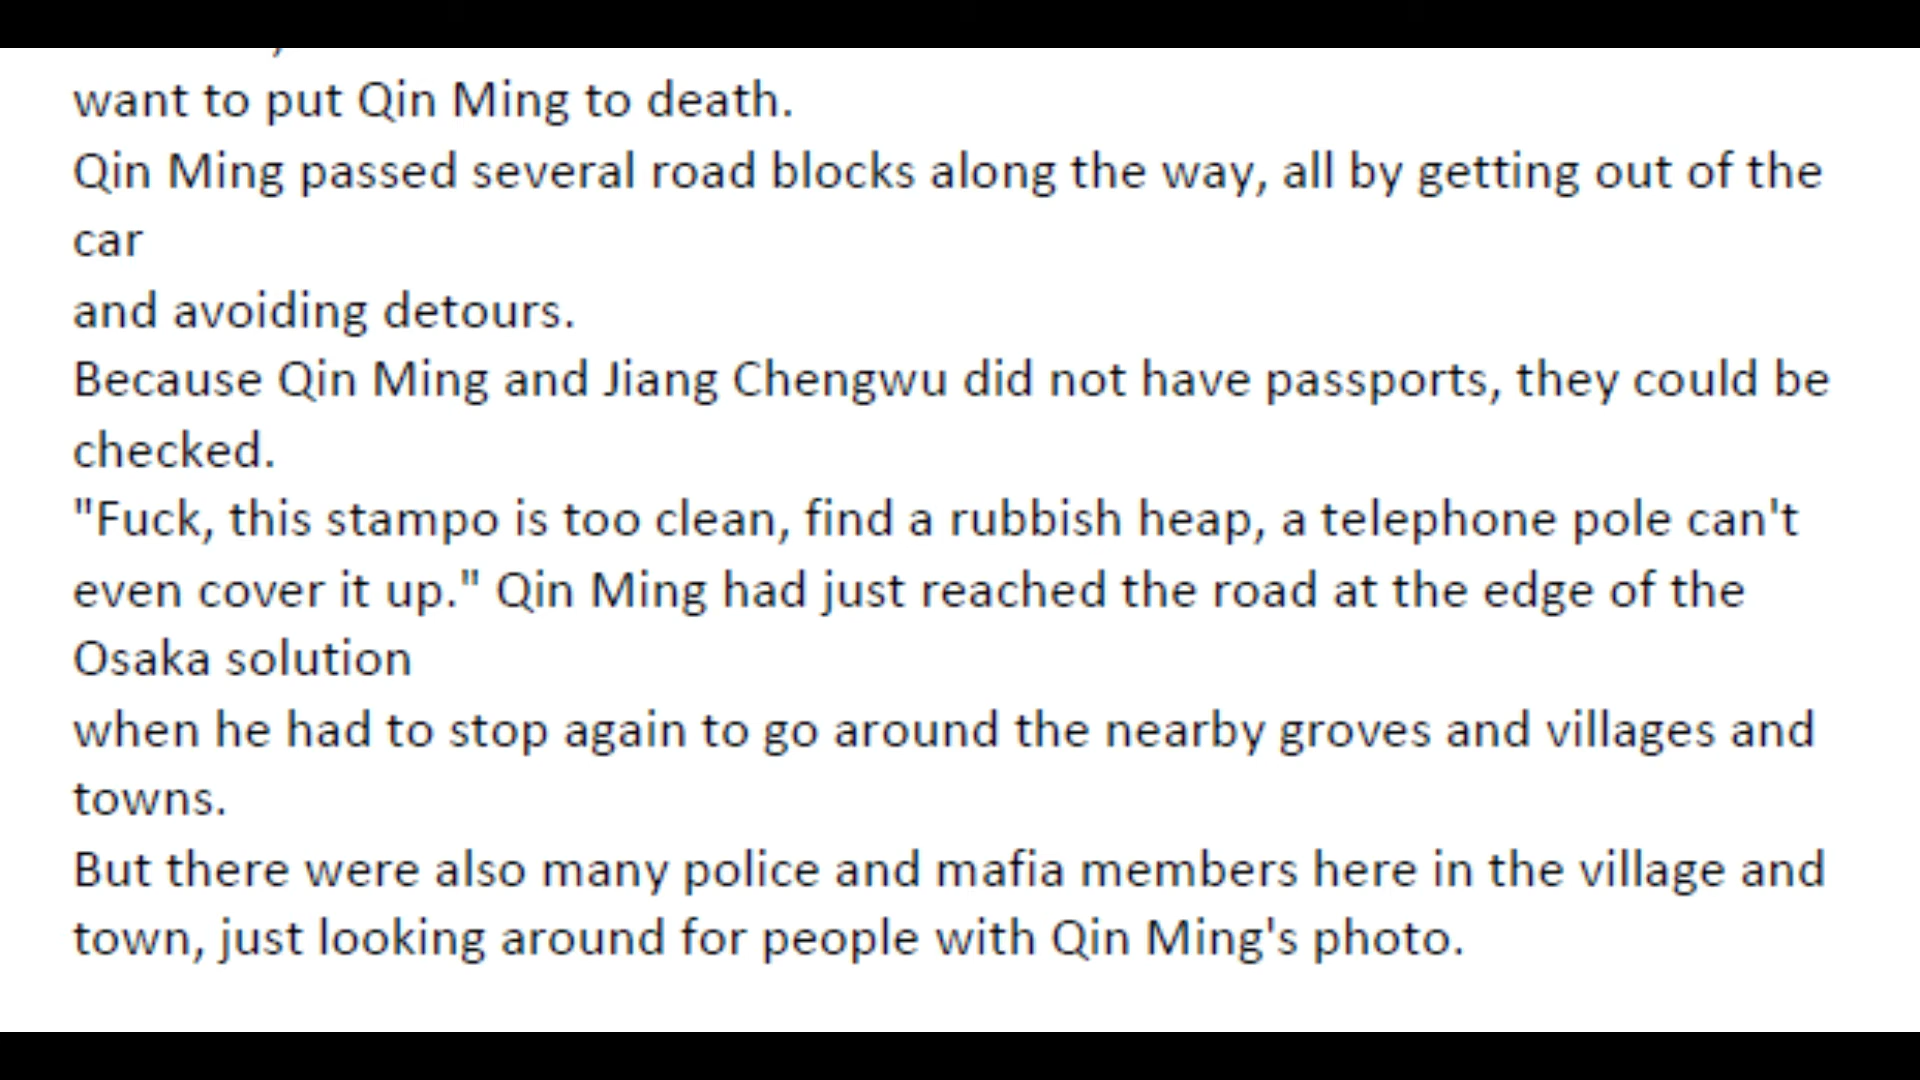 want to put Qin Ming to death.
Qin Ming passed several road blocks along the way, all by getting out of the
car
and avoiding detours.
Because Qin Ming and Jiang Chengwu did not have passports, they could be
checked.
"Fuck, this stampo is too clean, find a rubbish heap, a telephone pole can't
even cover it up." Qin Ming had just reached the road at the edge of the
Osaka solution
when he had to stop again to go around the nearby groves and villages and
towns.
But there were also many police and mafia members here in the village and
town, just looking around for people with Qin Ming's photo.